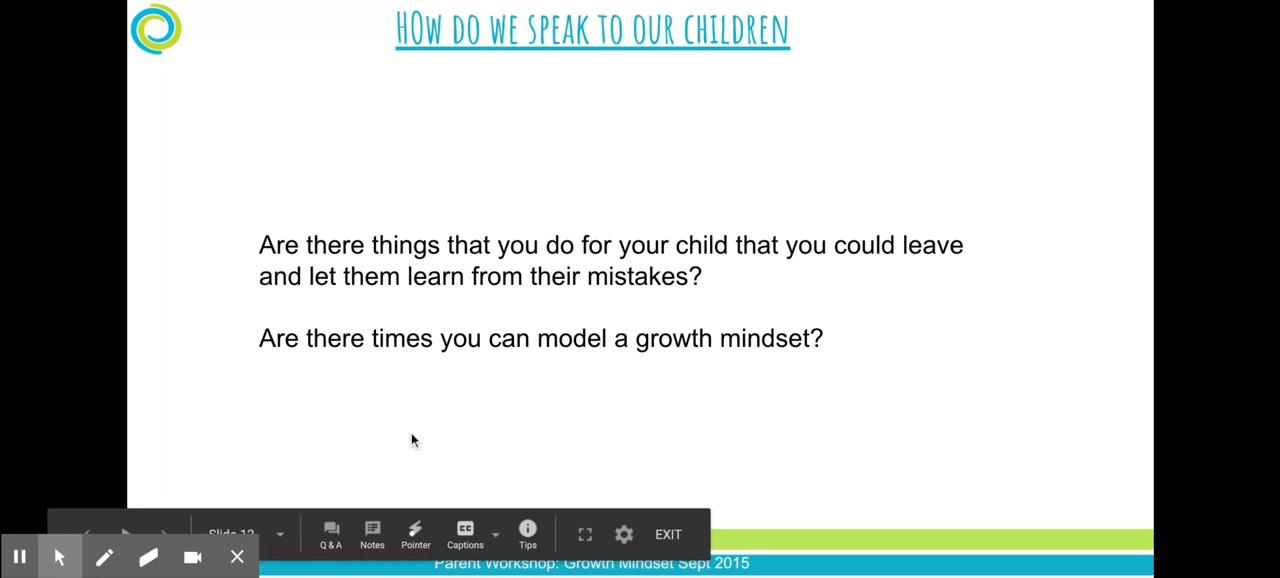 HOW DO WE SPEAK TO OUR CHILDREN
Are there things that you do for your child that you could leave
and let them learn from their mistakes?
Are there times you can model a growth mindset?
Slide
Q & A
Notes
Pointer
Captions
Tips
EXIT
Parent Workshop: Growth Mindset Sept 2015